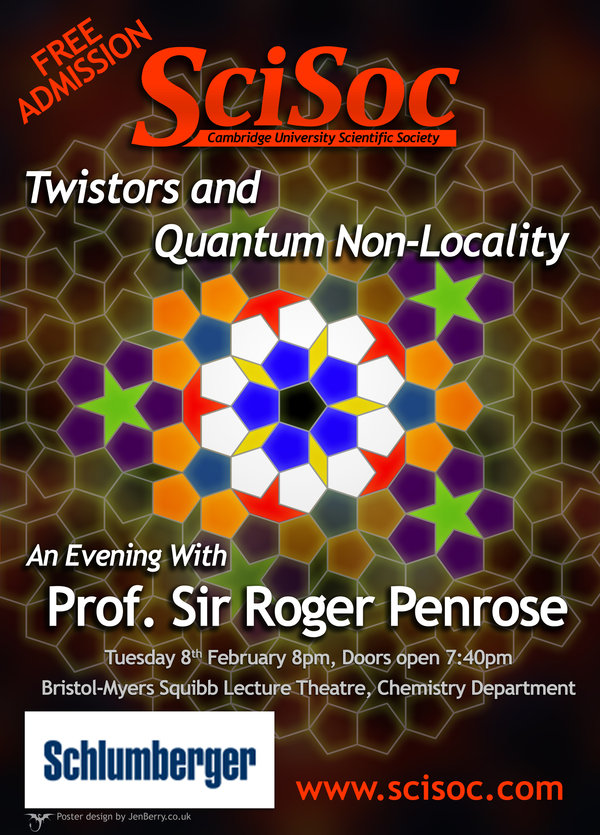 FREE
ADMISSION
SciSoc
Cambridge University Scientific Society
Twistors and
Quantum Non-Locality
An Evening With
Prof. Sir Roger Penrose
Tuesday 8th February 8pm, Doors open 7:40pm
Bristol-Myers Squibb Lecture Theatre, Chemistry Department
Schlumberger
www.scisoc.com
Poster design by JenBerry.co.uk